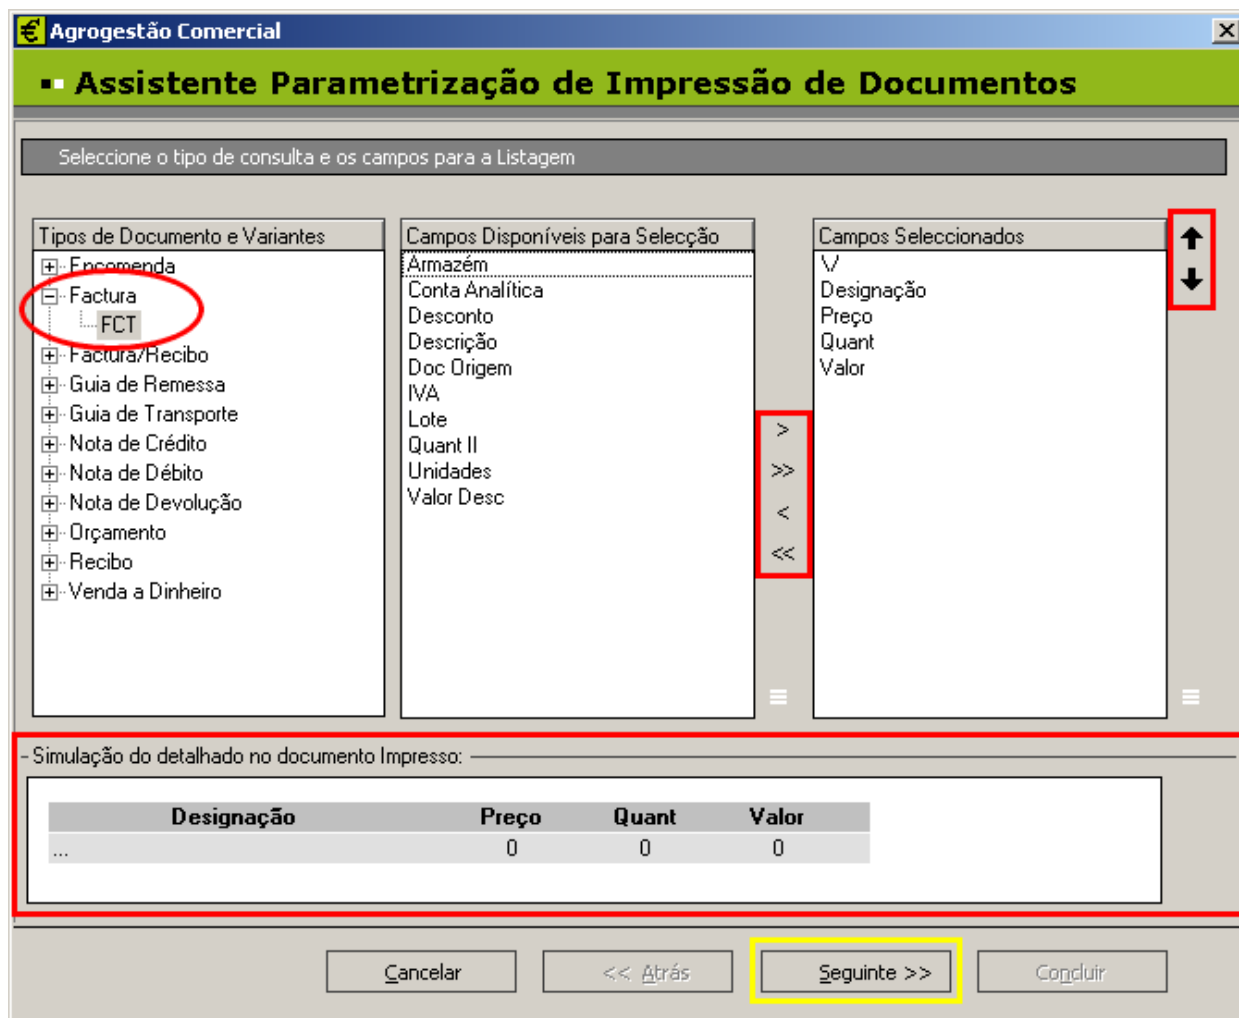 Agrogestão Comercial
Assistente Parametrização de Impressão de Documentos
Seleccione o tipo de consulta e os campos para a Listagem
Tipos de Documento e Variantes
Encomenda
Factura
FCT
Factura/Recibo
Guia de Remessa
Guia de Transporte
Nota de Crédito
Nota de Débito
Nota de Devolução
Orçamento
Recibo
Venda a Dinheiro
Campos Disponíveis para Selecção
Armazém
Conta Analítica
Desconto
Descrição
Doc Origem
IVA
Lote
Quant II
Unidades
Valor Desc
>
>>
<
<<
Campos Seleccionados
\/
Designação
Preço
Quant
Valor
Simulação do detalhado no documento Impresso:
Designação Preço Quant Valor
... 0 0 0
Cancelar << Atrás Seguinte >> Concluir